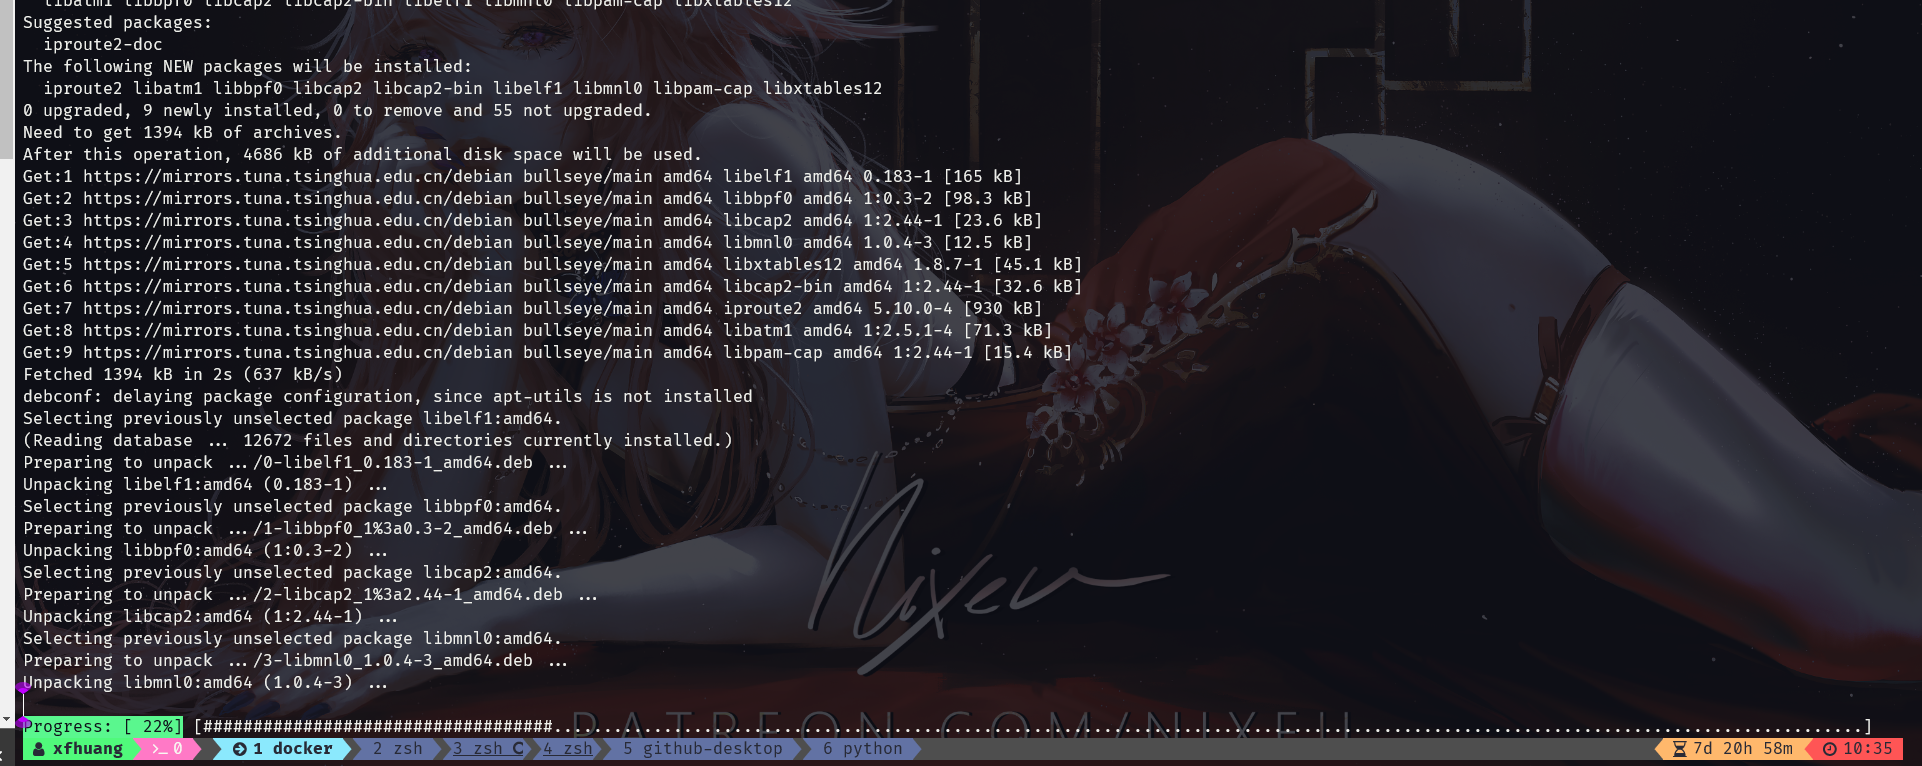 libatm1 libbpf0 libcap2 libcap2-bin libelf1 libmnl0 libpam-cap libxtables12
Suggested packages:
  iproute2-doc
The following NEW packages will be installed:
  iproute2 libatm1 libbpf0 libcap2 libcap2-bin libelf1 libmnl0 libpam-cap libxtables12
0 upgraded, 9 newly installed, 0 to remove and 55 not upgraded.
Need to get 1394 kB of archives.
After this operation, 4686 kB of additional disk space will be used.
Get:1 https://mirrors.tuna.tsinghua.edu.cn/debian bullseye/main amd64 libelf1 amd64 0.183-1 [165 kB]
Get:2 https://mirrors.tuna.tsinghua.edu.cn/debian bullseye/main amd64 libbpf0 amd64 1:0.3-2 [98.3 kB]
Get:3 https://mirrors.tuna.tsinghua.edu.cn/debian bullseye/main amd64 libcap2 amd64 1:2.44-1 [23.6 kB]
Get:4 https://mirrors.tuna.tsinghua.edu.cn/debian bullseye/main amd64 libmnl0 amd64 1.0.4-3 [12.5 kB]
Get:5 https://mirrors.tuna.tsinghua.edu.cn/debian bullseye/main amd64 libxtables12 amd64 1.8.7-1 [45.1 kB]
Get:6 https://mirrors.tuna.tsinghua.edu.cn/debian bullseye/main amd64 libcap2-bin amd64 1:2.44-1 [32.6 kB]
Get:7 https://mirrors.tuna.tsinghua.edu.cn/debian bullseye/main amd64 iproute2 amd64 5.10.0-4 [930 kB]
Get:8 https://mirrors.tuna.tsinghua.edu.cn/debian bullseye/main amd64 libatm1 amd64 1:2.5.1-4 [71.3 kB]
Get:9 https://mirrors.tuna.tsinghua.edu.cn/debian bullseye/main amd64 libpam-cap amd64 1:2.44-1 [15.4 kB]
Fetched 1394 kB in 2s (637 kB/s)
debconf: delaying package configuration, since apt-utils is not installed
Selecting previously unselected package libelf1:amd64.
(Reading database ... 12672 files and directories currently installed.)
Preparing to unpack .../0-libelf1_0.183-1_amd64.deb ...
Unpacking libelf1:amd64 (0.183-1) ...
Selecting previously unselected package libbpf0:amd64.
Preparing to unpack .../1-libbpf0_1%3a0.3-2_amd64.deb ...
Unpacking libbpf0:amd64 (1:0.3-2) ...
Selecting previously unselected package libcap2:amd64.
Preparing to unpack .../2-libcap2_1%3a2.44-1_amd64.deb ...
Unpacking libcap2:amd64 (1:2.44-1) ...
Selecting previously unselected package libmnl0:amd64.
Preparing to unpack .../3-libmnl0_1.0.4-3_amd64.deb ...
Unpacking libmnl0:amd64 (1.0.4-3) ...
Nixeu
PATREON.COM/NIXEU
Progress: [ 22%] [###################################...................................................................................................................................]
xfhuang >_ 0 1 docker 2 zsh 3 zsh 4 zsh 5 github-desktop 6 python 7d 20h 58m 10:35